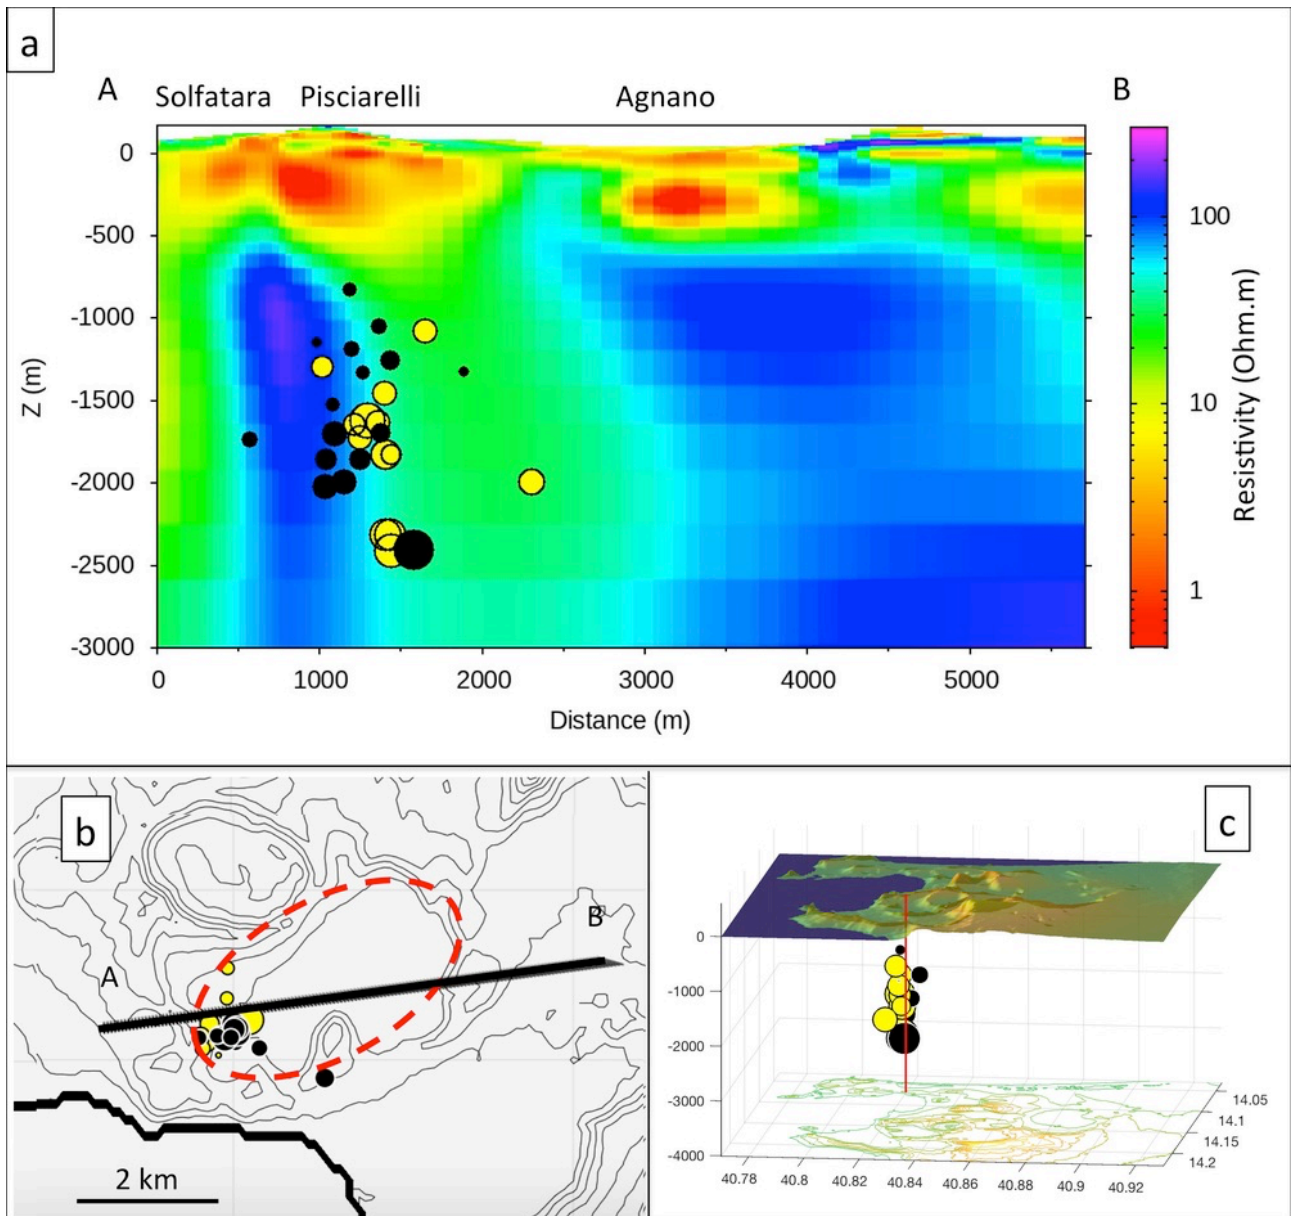 a
A Solfatara Pisciarelli Agnano B
0
-500
-1000
-1500
-2000
-2500
-3000
Z (m)
0 1000 2000 3000 4000 5000
Distance (m)
100
10
1
Resistivity (Ohm.m)
b
A
B
2 km
c
0
-1000
-2000
-3000
-4000
40.78 40.8 40.82 40.84 40.86 40.88 40.9 40.92
14.05
14.1
14.15
14.2